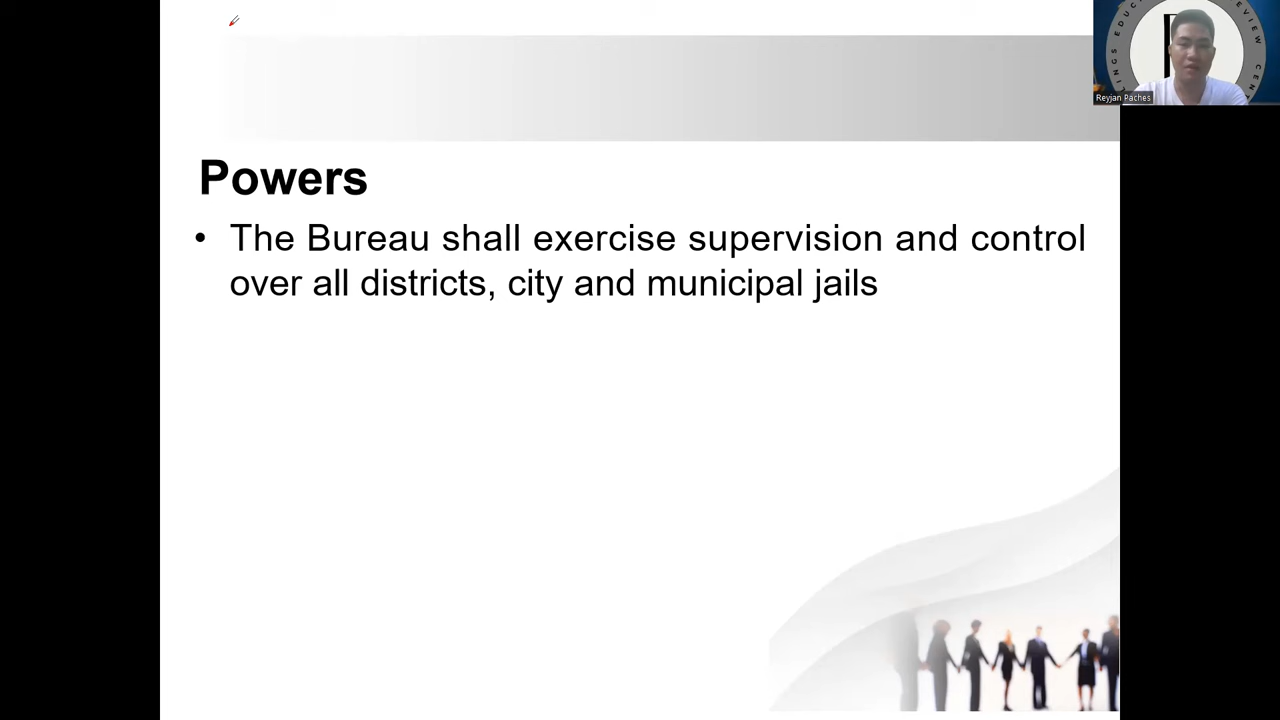 Powers
• The Bureau shall exercise supervision and control
over all districts, city and municipal jails
Reyjan Paches